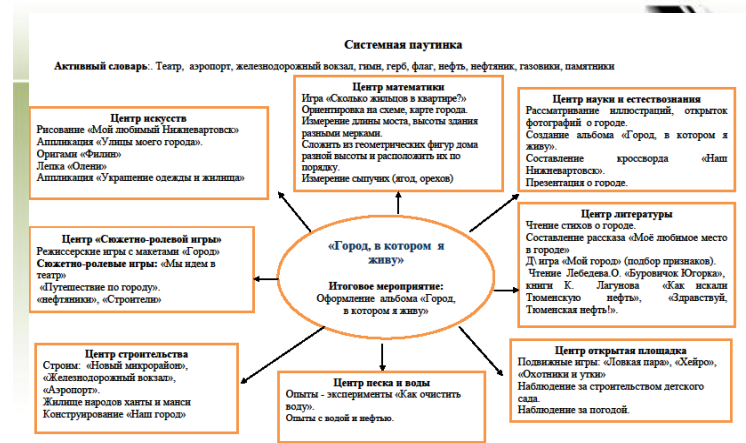 Системная паутинка
Активный словарь:. Театр, аэропорт, железнодорожный вокзал, гимн, герб, флаг, нефть, нефтяник, газовики, памятники
Центр искусств
Рисование «Мой любимый Нижневартовск»
Аппликация «Улицы моего города».
Оригами «Филин»
Лепка «Олени»
Аппликация «Украшение одежды и жилища»
Центр математики
Игра «Сколько жильцов в квартире?»
Ориентировка на схеме, карте города.
Измерение длины моста, высоты здания
разными мерками.
Сложить из геометрических фигур дома
разной высоты и расположить их по
порядку.
Измерение сыпучих (ягод, орехов)
Центр науки и естествознания
Рассматривание иллюстраций, открыток
фотографий о городе.
Создание альбома «Город, в котором я
живу».
Составление кроссворда «Наш
Нижневартовск».
Презентация о городе.
Центр «Сюжетно-ролевой игры»
Режиссерские игры с макетами «Город»
Сюжетно-ролевые игры: «Мы идем в
театр»
«Путешествие по городу».
«нефтяники», «Строители»
«Город, в котором я
живу»
Итоговое мероприятие:
Оформление альбома «Город,
в котором я живу»
Центр литературы
Чтение стихов о городе.
Составление рассказа «Моё любимое место
в городе»
Д\ игра «Мой город» (подбор признаков).
Чтение Лебедева.О. «Буровичок Югорка»,
книги К. Лагунова «Как искали
Тюменскую нефть», «Здравствуй,
Тюменская нефть!».
Центр строительства
Строим: «Новый микрорайон»,
«Железнодорожный вокзал»,
«Аэропорт».
Жилище народов ханты и манси
Конструирование «Наш город»
Центр песка и воды
Опыты - эксперименты «Как очистить
воду».
Опыты с водой и нефтью.
Центр открытая площадка
Подвижные игры: «Ловкая пара», «Хейро»,
«Охотники и утки»
Наблюдение за строительством детского
сада.
Наблюдение за погодой.